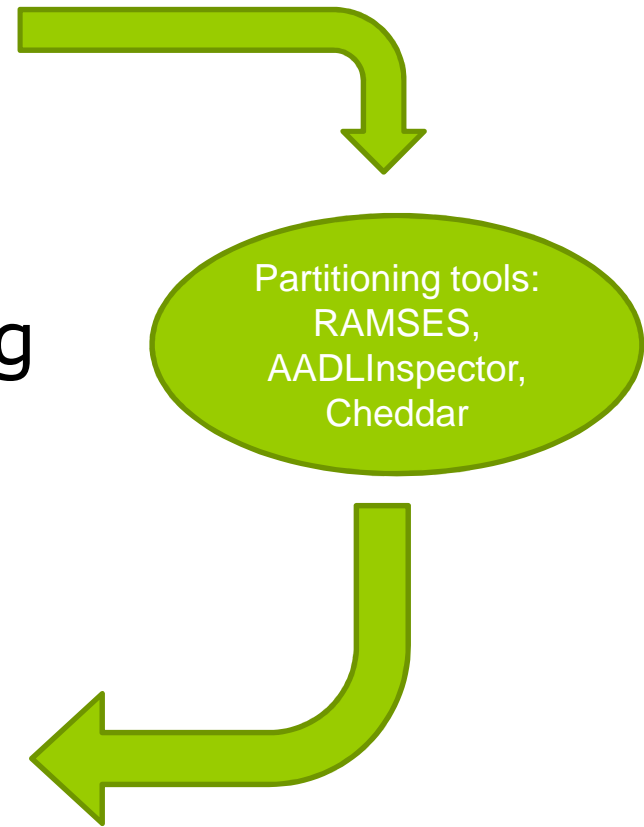 Partitioning tools:
RAMSES,
g
AADLInspector,
Cheddar